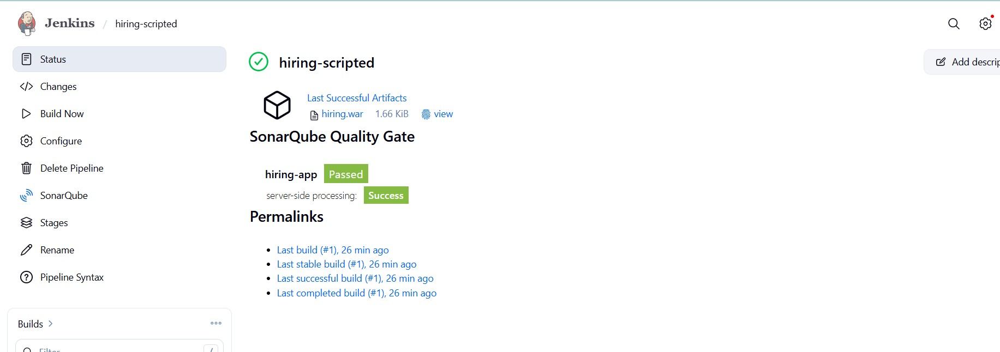 Jenkins / hiring-scripted
Status
Changes
Build Now
Configure
Delete Pipeline
SonarQube
Stages
Rename
Pipeline Syntax
Builds
Filter /
hiring-scripted
Add descrip
Last Successful Artifacts
hiring.war 1.66 KiB view
SonarQube Quality Gate
hiring-app Passed
server-side processing: Success
Permalinks
Last build (#1), 26 min ago
Last stable build (#1), 26 min ago
Last successful build (#1), 26 min ago
Last completed build (#1), 26 min ago